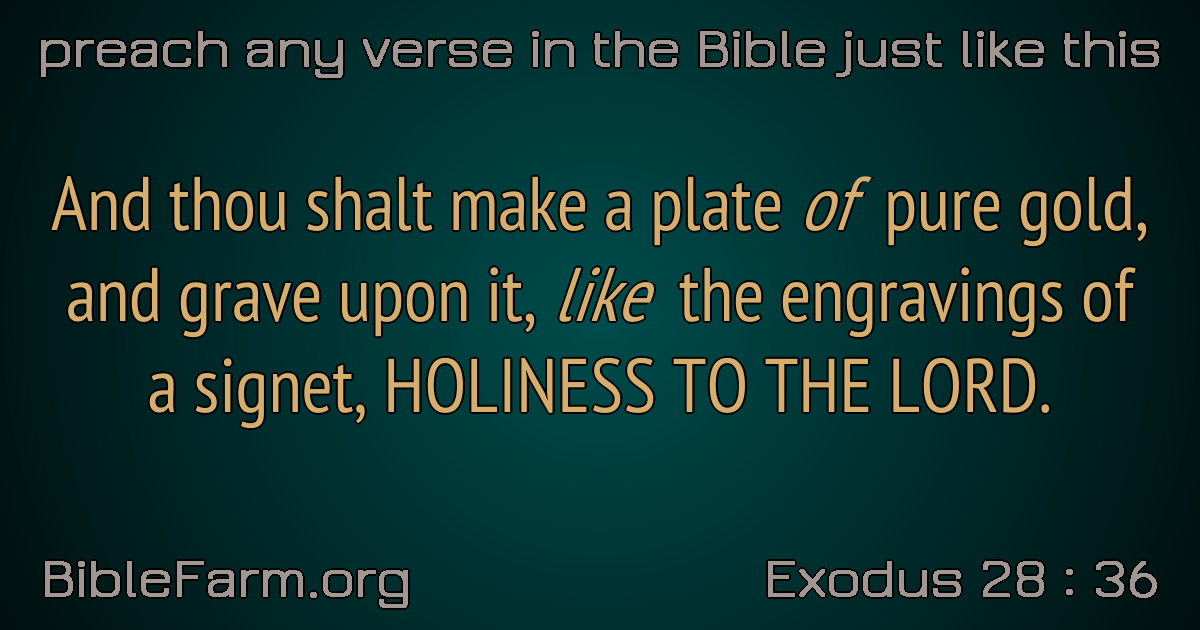 preach any verse in the Bible just like this
And thou shalt make a plate of pure gold,
and grave upon it, like the engravings of
a signet, HOLINESS TO THE LORD.
BibleFarm.org
Exodus 28 : 36